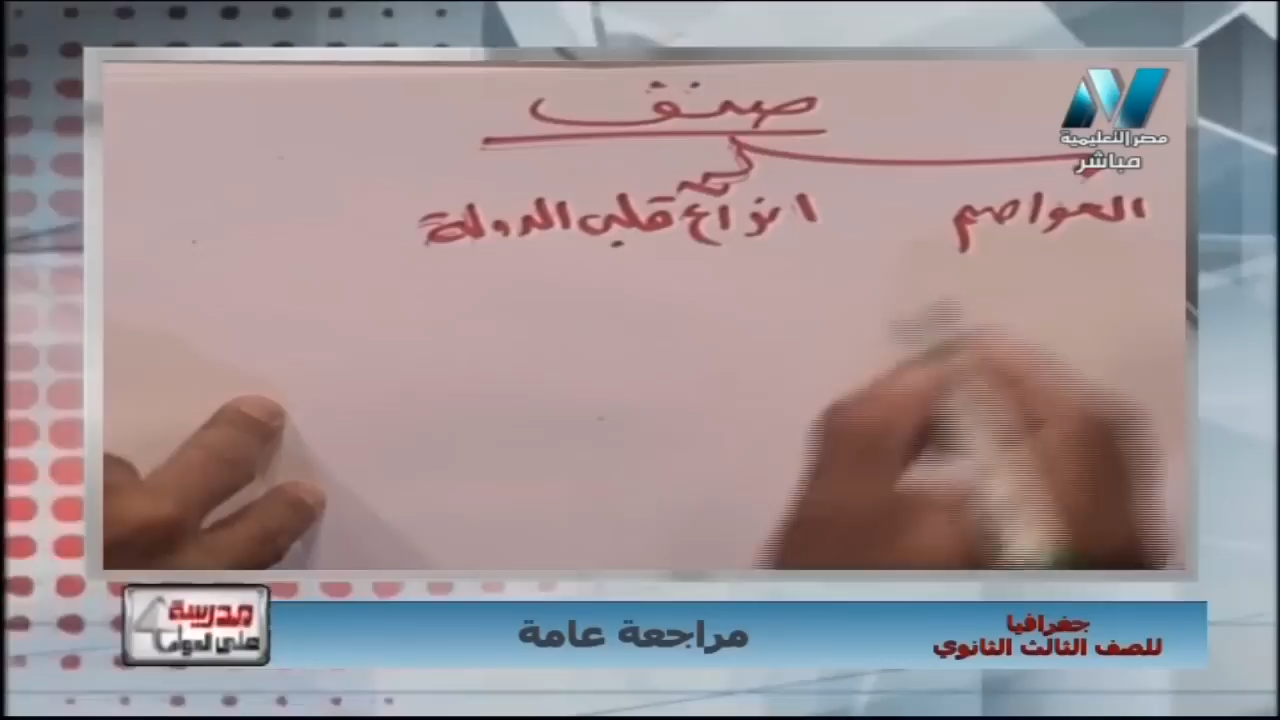 مصر التعليمية
مباشر
صنف
العواصم
انواع قلب الدولة
جغرافيا
للصف الثالث الثانوي
مراجعة عامة
مدرسة
على الهوا